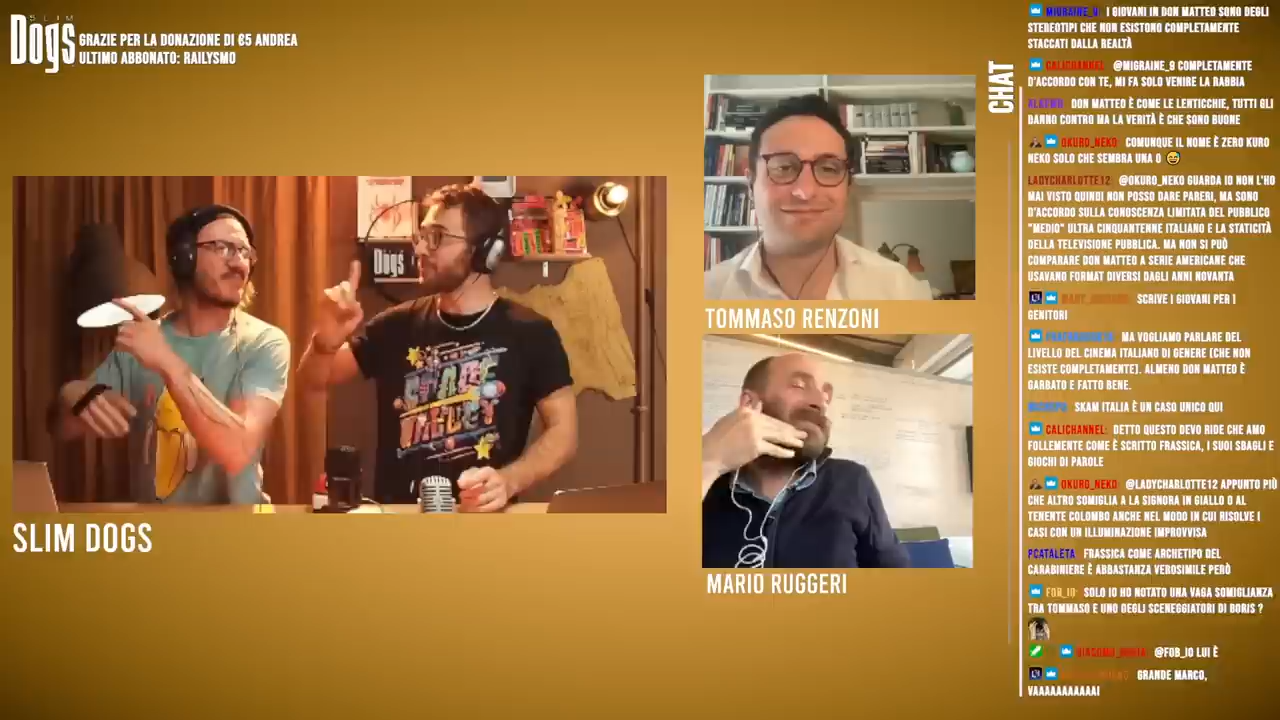 SLIM
Dogs
GRAZIE PER LA DONAZIONE DI €5 ANDREA
ULTIMO ABBONATO: RAILYSMO
Dogs
SLIM DOGS
TOMMASO RENZONI
MARIO RUGGERI
CHAT
MIGRAINE_9: I GIOVANI IN DON MATTEO SONO DEGLI
STEREOTIPI CHE NON ESISTONO COMPLETAMENTE
STACCATI DALLA REALTÀ
CALICHANNEL: @MIGRAINE_9 COMPLETAMENTE
D'ACCORDO CON TE, MI FA SOLO VENIRE LA RABBIA
DON MATTEO È COME LE LENTICCHIE, TUTTI GLI
DANNO CONTRO MA LA VERITÀ È CHE SONO BUONE
OKURO_NEKO: COMUNQUE IL NOME È ZERO KURO
NEKO SOLO CHE SEMBRA UNA O 😅
LADYCHARLOTTE12: @OKURO_NEKO GUARDA IO NON L'HO
MAI VISTO QUINDI NON POSSO DARE PARERI, MA SONO
D'ACCORDO SULLA CONOSCENZA LIMITATA DEL PUBBLICO
"MEDIO" ULTRA CINQUANTENNE ITALIANO E LA STATICITÀ
DELLA TELEVISIONE PUBBLICA. MA NON SI PUÒ
COMPARARE DON MATTEO A SERIE AMERICANE CHE
USAVANO FORMAT DIVERSI DAGLI ANNI NOVANTA
SCRIVE I GIOVANI PER I
GENITORI
MA VOGLIAMO PARLARE DEL
LIVELLO DEL CINEMA ITALIANO DI GENERE (CHE NON
ESISTE COMPLETAMENTE). ALMENO DON MATTEO È
GARBATO E FATTO BENE.
SKAM ITALIA È UN CASO UNICO QUI
CALICHANNEL: DETTO QUESTO DEVO RIDE CHE AMO
FOLLEMENTE COME È SCRITTO FRASSICA, I SUOI SBAGLI E
GIOCHI DI PAROLE
OKURO_NEKO: @LADYCHARLOTTE12 APPUNTO PIÙ
CHE ALTRO SOMIGLIA A LA SIGNORA IN GIALLO O AL
TENENTE COLOMBO ANCHE NEL MODO IN CUI RISOLVE I
CASI CON UN ILLUMINAZIONE IMPROVVISA
PCATALETA: FRASSICA COME ARCHETIPO DEL
CARABINIERE È ABBASTANZA VEROSIMILE PERÒ
FOB_IO: SOLO IO HO NOTATO UNA VAGA SOMIGLIANZA
TRA TOMMASO E UNO DEGLI SCENEGGIATORI DI BORIS ?
@FOB_IO LUI È
GRANDE MARCO,
VAAAAAAAAAAI